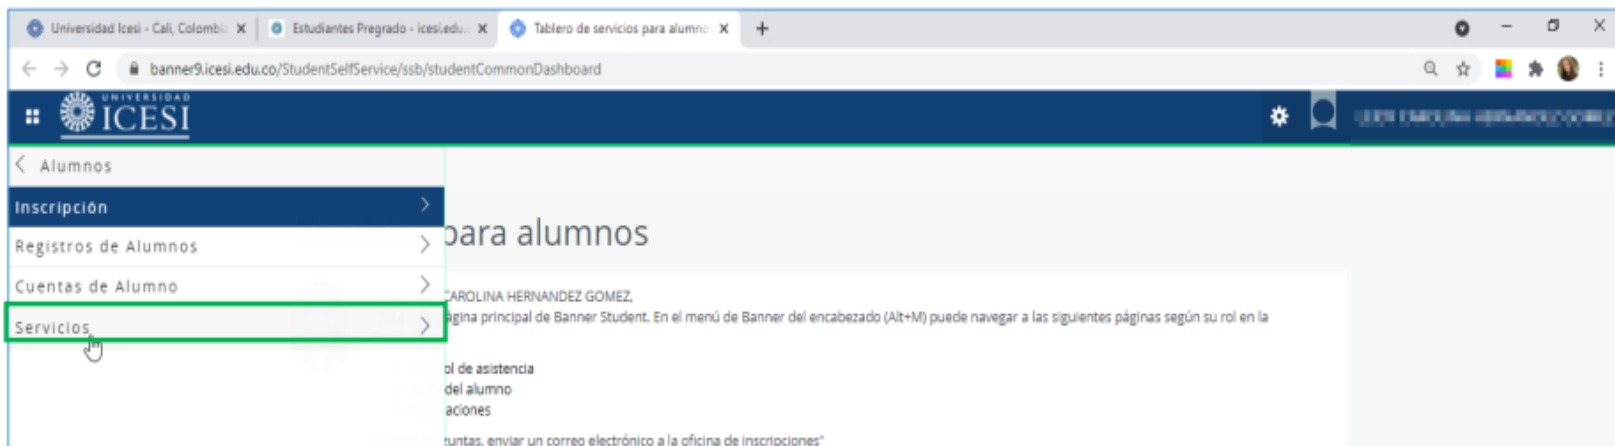 Universidad Icesi - Cali, Colombi
Estudiantes Pregrado - icesi.edu.
Tablero de servicios para alumno
banner9.icesi.edu.co/StudentSelfService/ssb/studentCommonDashboard
UNIVERSIDAD
ICESI
Alumnos
Inscripción
Registros de Alumnos
Cuentas de Alumno
Servicios
para alumnos
CAROLINA HERNANDEZ GOMEZ,
ágina principal de Banner Student. En el menú de Banner del encabezado (Alt+M) puede navegar a las siguientes páginas según su rol en la
ol de asistencia
del alumno
aciones
untas, enviar un correo electrónico a la oficina de inscripciones"